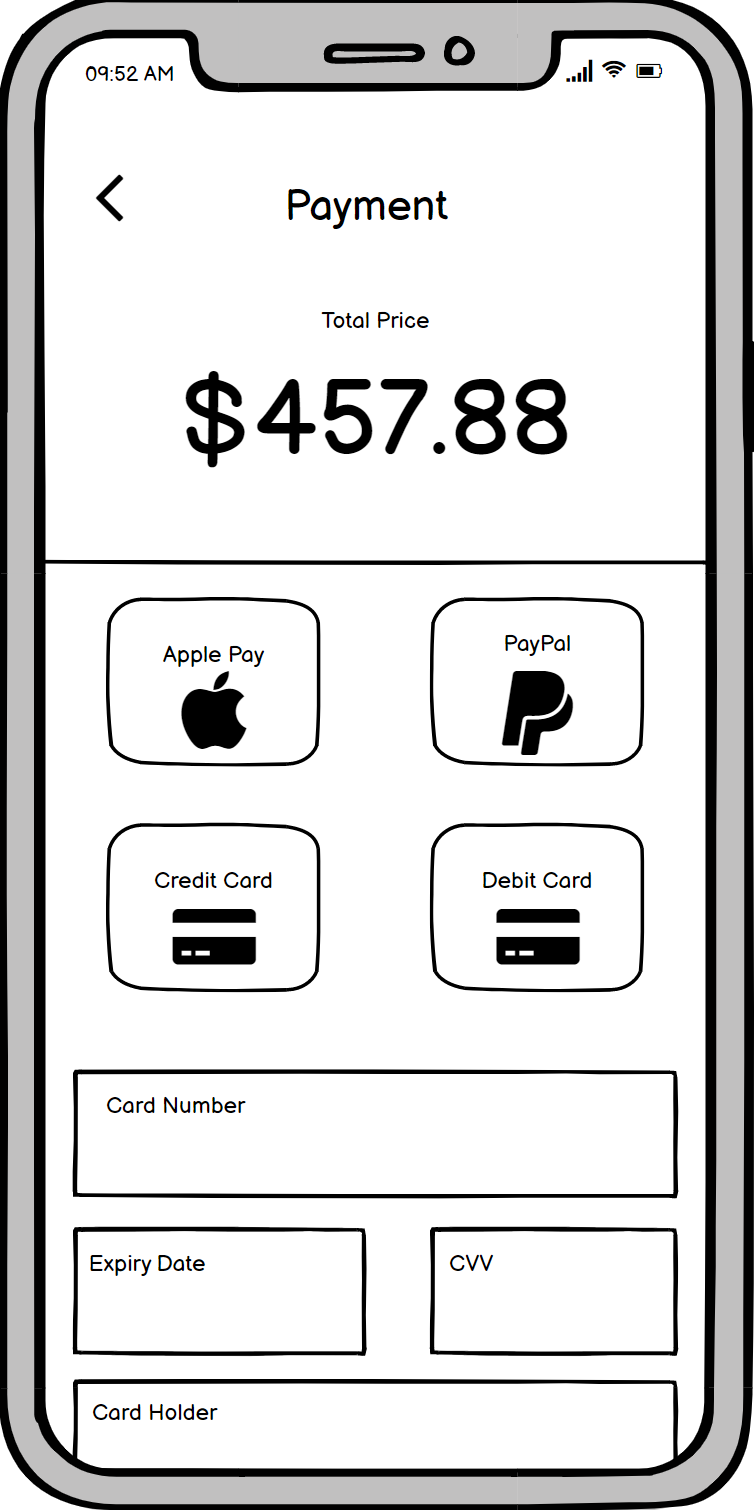 09:52 AM
Payment
Total Price
$457.88
Apple Pay
PayPal
Credit Card
Debit Card
Card Number
Expiry Date
CVV
Card Holder